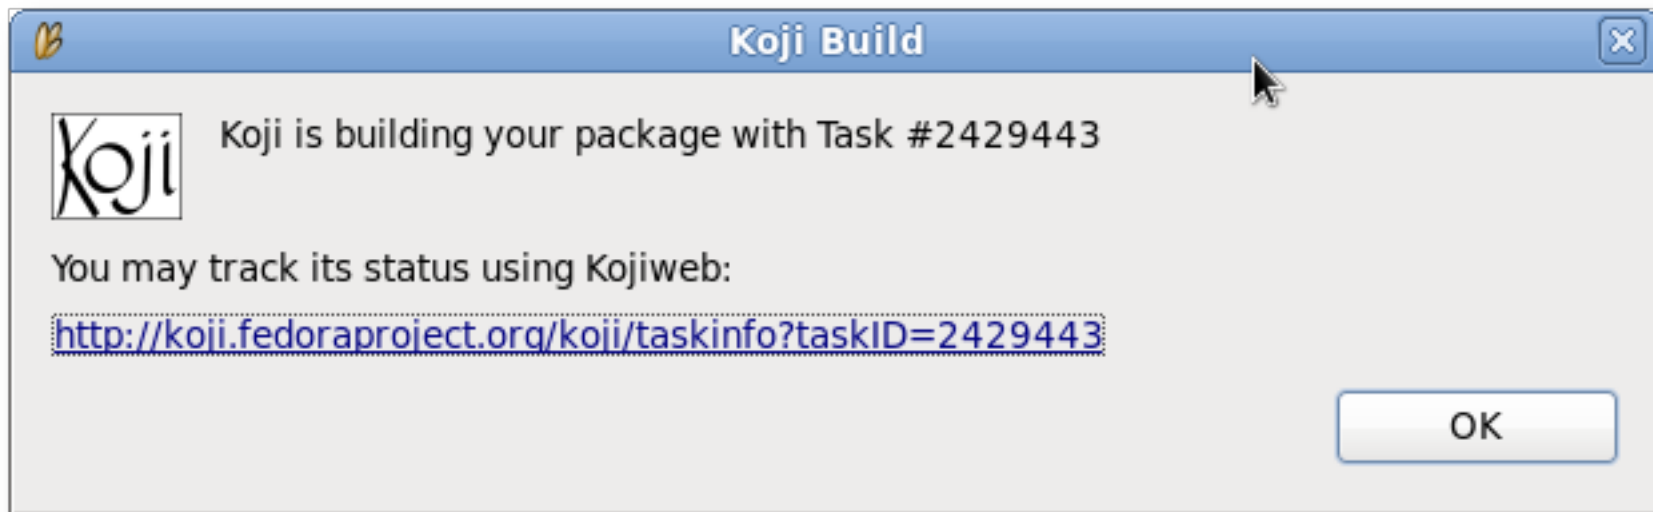 Koji Build
Koji
Koji is building your package with Task #2429443
You may track its status using Kojiweb:
http://koji.fedoraproject.org/koji/taskinfo?taskID=2429443
OK